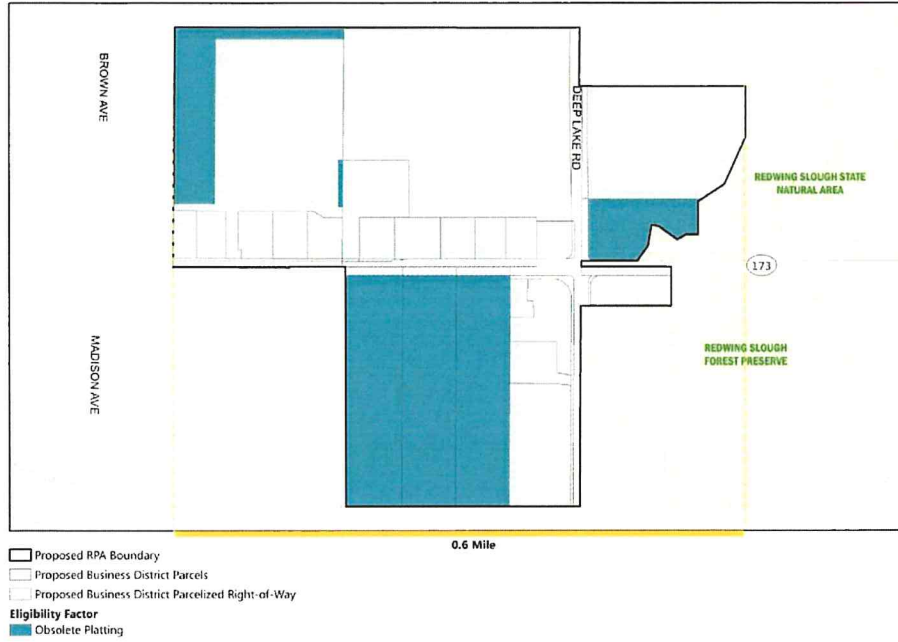 BROWN AVE
DEEP LAKE RD
REDWING SLOUGH STATE
NATURAL AREA
173
MADISON AVE
REDWING SLOUGH
FOREST PRESERVE
0.6 Mile
Proposed RPA Boundary
Proposed Business District Parcels
Proposed Business District Parcelized Right-of-Way
Eligibility Factor
Obsolete Platting